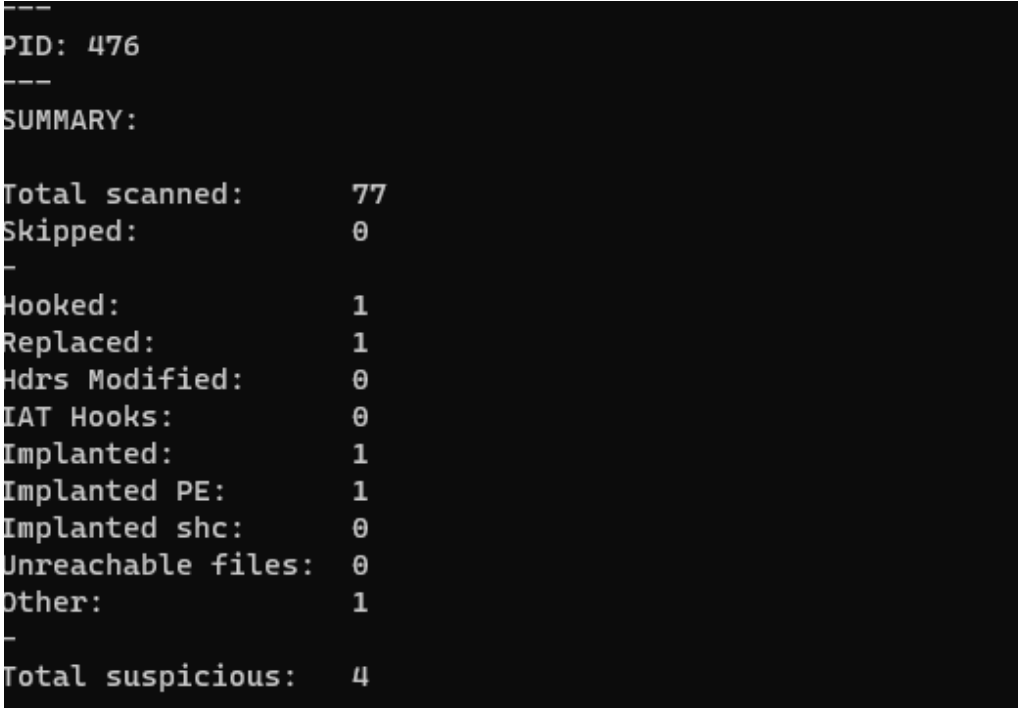 ---
PID: 476
---
SUMMARY:
Total scanned: 77
Skipped: 0
-
Hooked: 1
Replaced: 1
Hdrs Modified: 0
IAT Hooks: 0
Implanted: 1
Implanted PE: 1
Implanted shc: 0
Unreachable files: 0
Other: 1
-
Total suspicious: 4